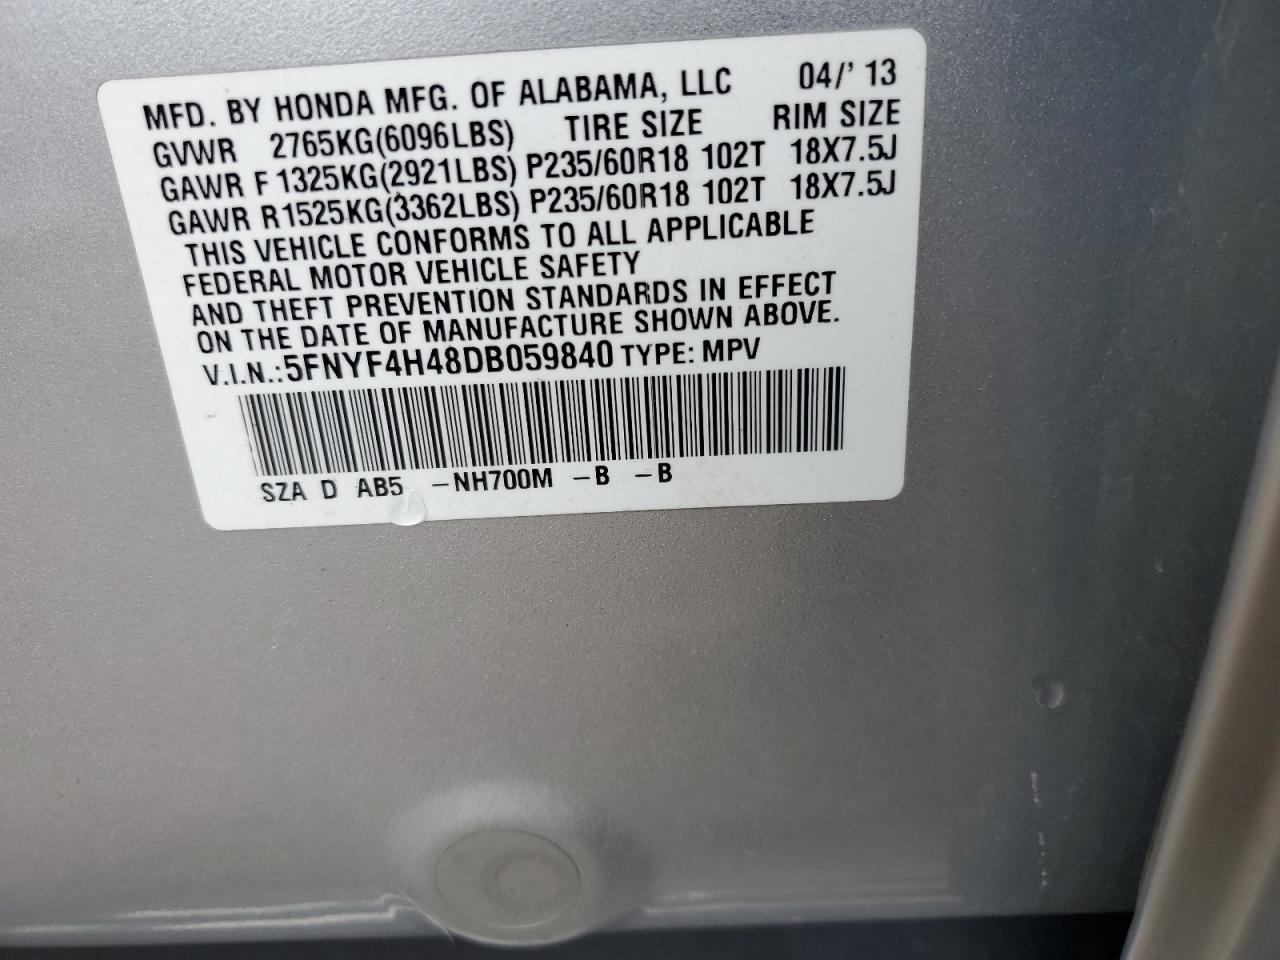 MFD. BY HONDA MFG. OF ALABAMA, LLC 04/' 13
GVWR 2765KG(6096LBS) TIRE SIZE RIM SIZE
GAWR F 1325KG(2921LBS) P235/60R18 102T 18X7.5J
GAWR R1525KG(3362LBS) P235/60R18 102T 18X7.5J
THIS VEHICLE CONFORMS TO ALL APPLICABLE
FEDERAL MOTOR VEHICLE SAFETY
AND THEFT PREVENTION STANDARDS IN EFFECT
ON THE DATE OF MANUFACTURE SHOWN ABOVE.
V.I.N.:5FNYF4H48DB059840 TYPE: MPV
SZA D AB5 -NH700M -B -B